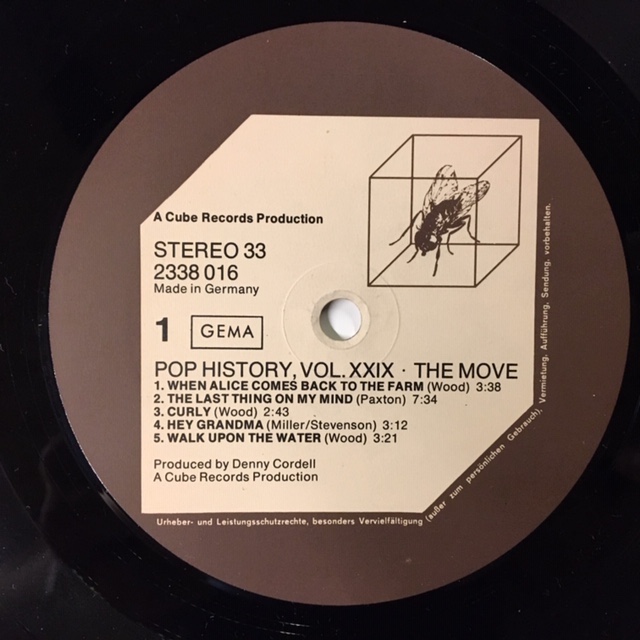 A Cube Records Production
STEREO 33
2338 016
Made in Germany
1 GEMA
POP HISTORY, VOL. XXIX · THE MOVE
1. WHEN ALICE COMES BACK TO THE FARM (Wood) 3:38
2. THE LAST THING ON MY MIND (Paxton) 7:34
3. CURLY (Wood) 2:43
4. HEY GRANDMA (Miller/Stevenson) 3:12
5. WALK UPON THE WATER (Wood) 3:21
Produced by Denny Cordell
A Cube Records Production
Urheber- und Leistungsschutzrechte, besonders Vervielfältigung (außer zum persönlichen Gebrauch), Vermietung, Aufführung, Sendung, vorbehalten.